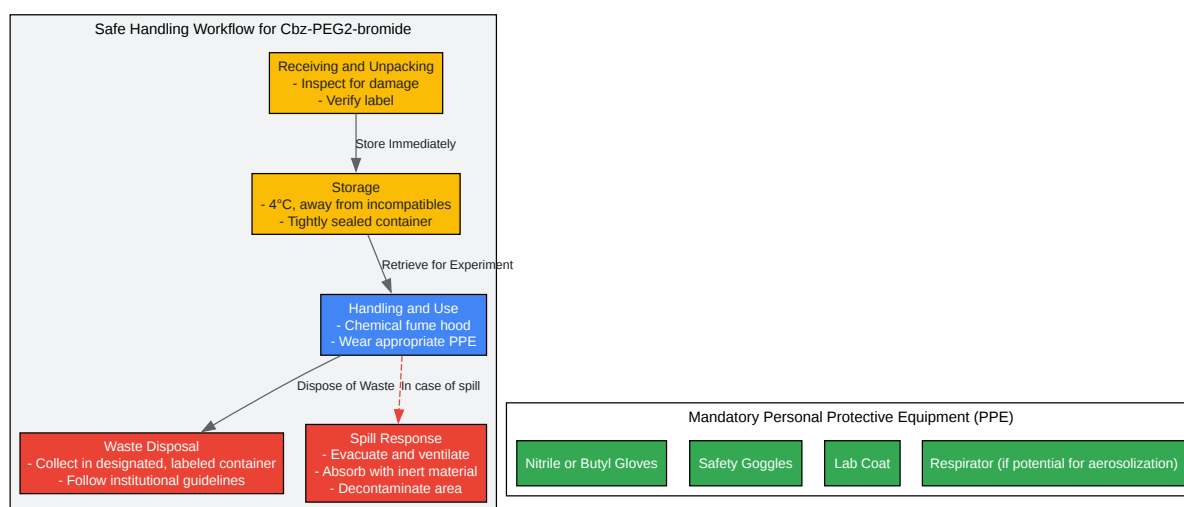 Safe Handling Workflow for Cbz-PEG2-bromide
Receiving and Unpacking
- Inspect for damage
- Verify label
Store Immediately
Storage
- 4°C, away from incompatibles
- Tightly sealed container
Retrieve for Experiment
Handling and Use
- Chemical fume hood
- Wear appropriate PPE
Dispose of Waste
In case of spill
Waste Disposal
- Collect in designated, labeled container
- Follow institutional guidelines
Spill Response
- Evacuate and ventilate
- Absorb with inert material
- Decontaminate area
Mandatory Personal Protective Equipment (PPE)
Nitrile or Butyl Gloves
Safety Goggles
Lab Coat
Respirator (if potential for aerosolization)